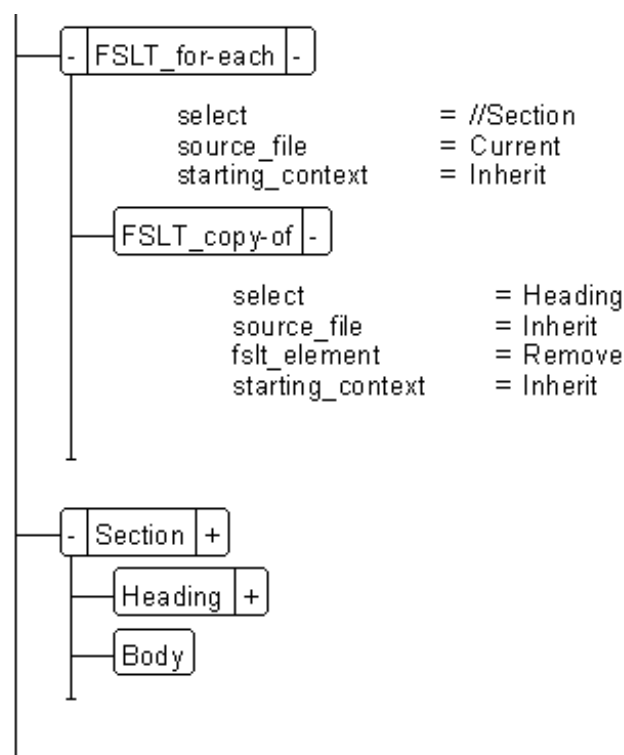 - FSLT_for-each -
select = //Section
source_file = Current
starting_context = Inherit
FSLT_copy-of -
select = Heading
source_file = Inherit
fslt_element = Remove
starting_context = Inherit
- Section +
Heading +
Body